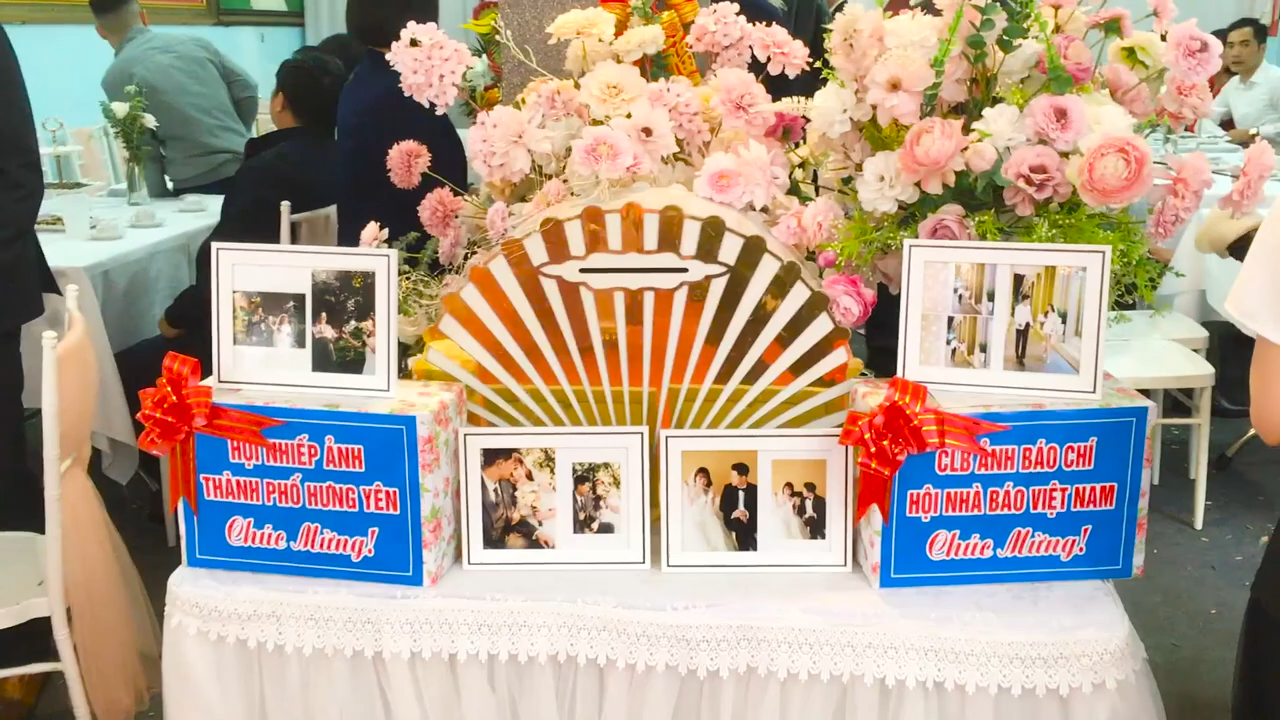 HỘI NHIẾP ẢNH
THÀNH PHỐ HƯNG YÊN
Chúc Mừng!
CLB ẢNH BÁO CHÍ
HỘI NHÀ BÁO VIỆT NAM
Chúc Mừng!